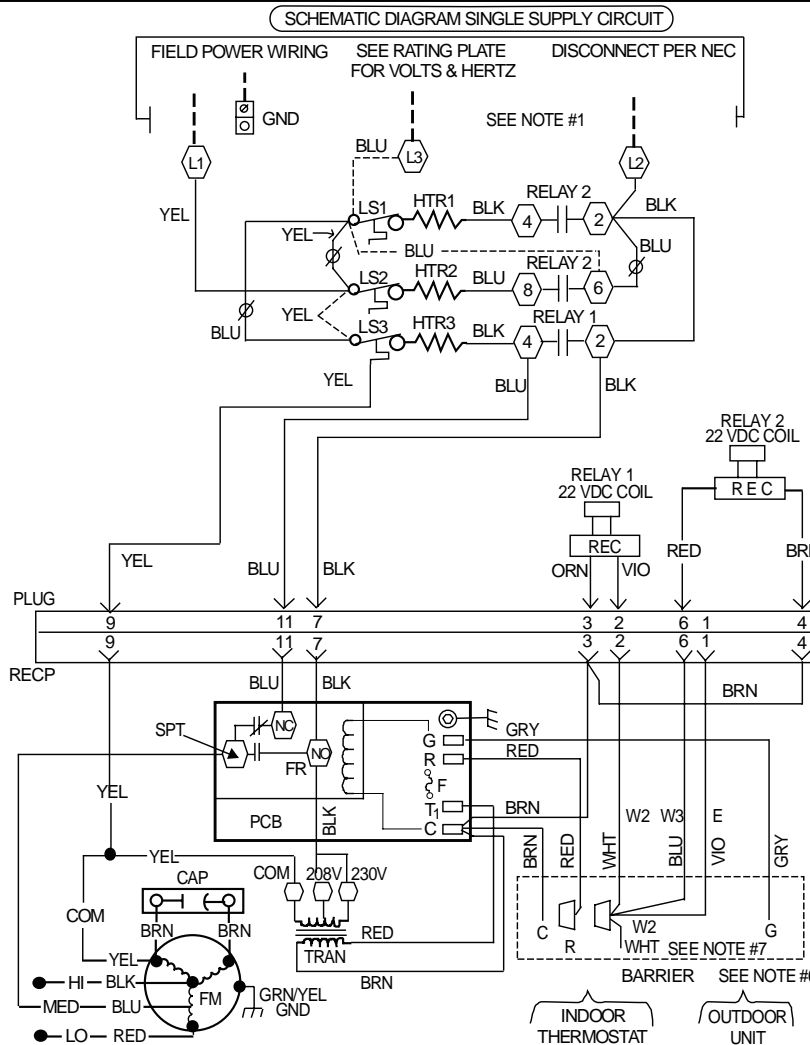 SCHEMATIC DIAGRAM SINGLE SUPPLY CIRCUIT
FIELD POWER WIRING
SEE RATING PLATE
FOR VOLTS & HERTZ
DISCONNECT PER NEC
GND
SEE NOTE #1
L1
BLU
L3
L2
YEL
LS1
HTR1
BLK
4
RELAY 2
2
BLK
YEL
BLU
BLU
LS2
HTR2
BLU
8
RELAY 2
6
BLU
YEL
LS3
HTR3
BLK
4
RELAY 1
2
YEL
BLU
BLK
RELAY 2
22 VDC COIL
REC
RELAY 1
22 VDC COIL
REC
YEL
BLU
BLK
ORN
VIO
RED
PLUG
9 11 7 3 2 6 1 4
9 11 7 3 2 6 1 4
RECP
BLU
BLK
BRN
SPT
NC
NO
FR
G
GRY
R
RED
F
T1
BRN
C
PCB
BLK
YEL
BRN
RED
WHT
W2
W3
BLU
E
VIO
GRY
YEL
COM
208V
230V
CAP
COM
BRN
BRN
RED
TRAN
BRN
YEL
HI
BLK
MED
BLU
LO
RED
FM
GRN/YEL
GND
C
R
W2
WHT
SEE NOTE #7
G
BARRIER
INDOOR
THERMOSTAT
OUTDOOR
UNIT